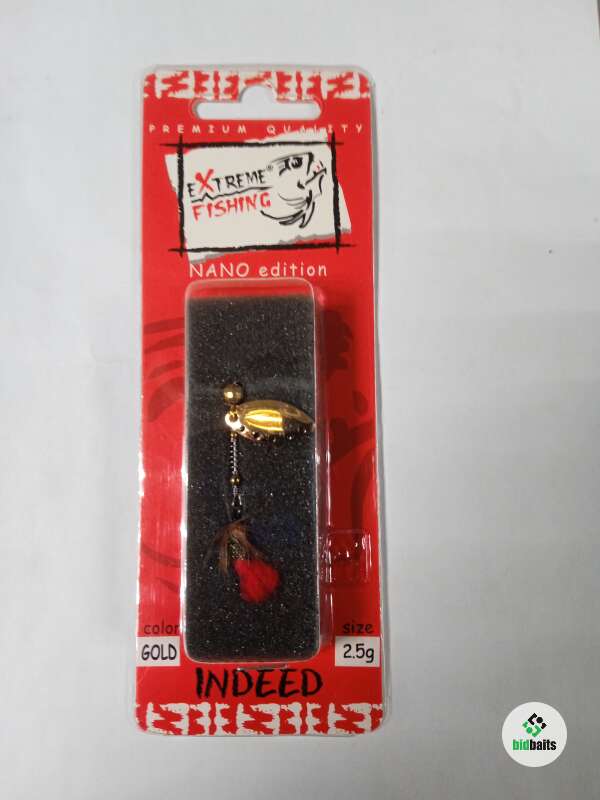 PREMIUM QUALITY
eXTREME®
FISHING
NANO edition
color
size
GOLD
2.5g
INDEED
bidbaits